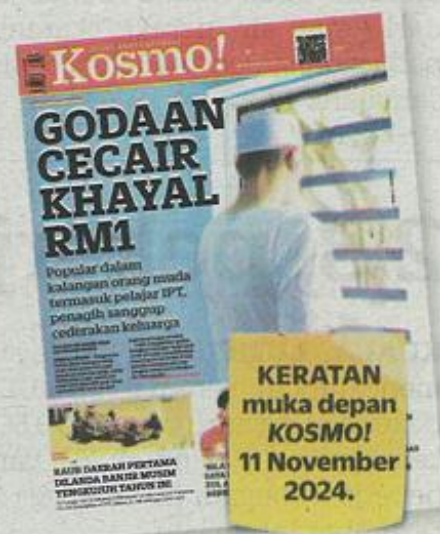 Kosmo!
GODAAN
CECAIR
KHAYAL
RM1
Popular dalam
kalangan orang muda
termasuk pelajar IPT,
penagih sanggup
cederakan keluarga
RAUB DAERAH PERTAMA
DILANDA BANJIR MUSIM
TENGKUJUH TAHUN INI
KERATAN
muka depan
KOSMO!
11 November
2024.